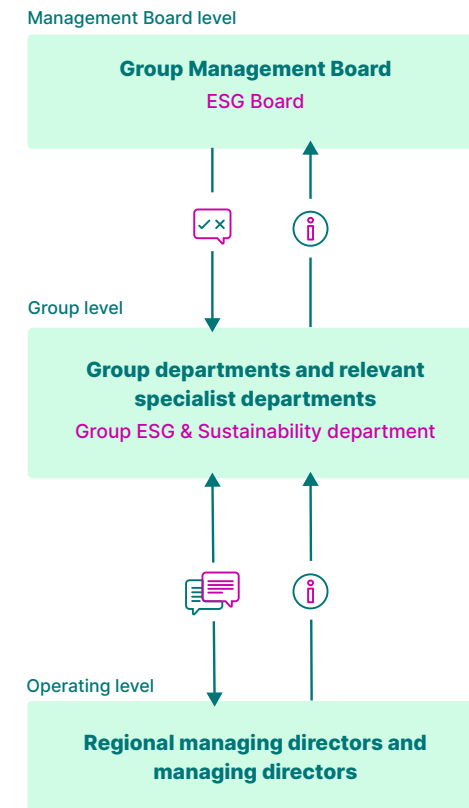 Management Board level
Group Management Board
ESG Board
Group level
Group departments and relevant
specialist departments
Group ESG & Sustainability department
Operating level
Regional managing directors and
managing directors